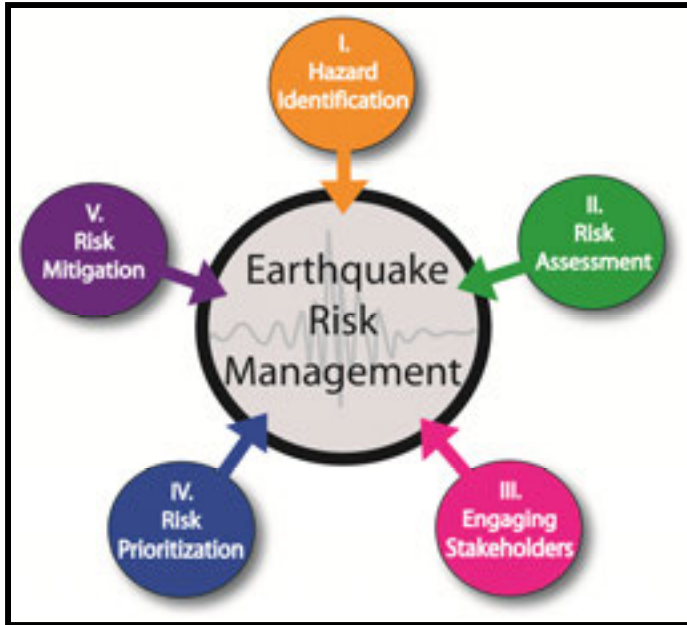 I.
Hazard
Identification
II.
Risk
Assessment
III.
Engaging
Stakeholders
IV.
Risk
Prioritization
V.
Risk
Mitigation
Earthquake
Risk
Management